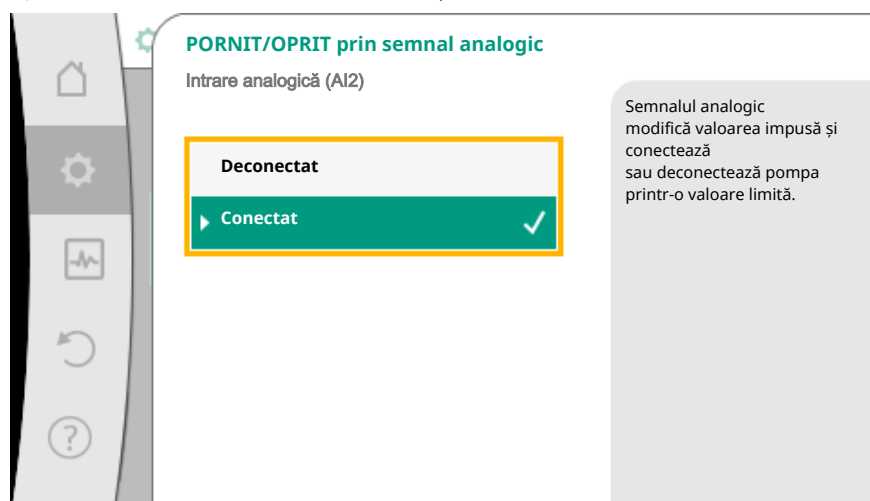 PORNIT/OPRIT prin semnal analogic
Intrare analogică (AI2)
Deconectat
Conectat
Semnalul analogic
modifică valoarea impusă și
conectează
sau deconectează pompa
printr-o valoare limită.
?